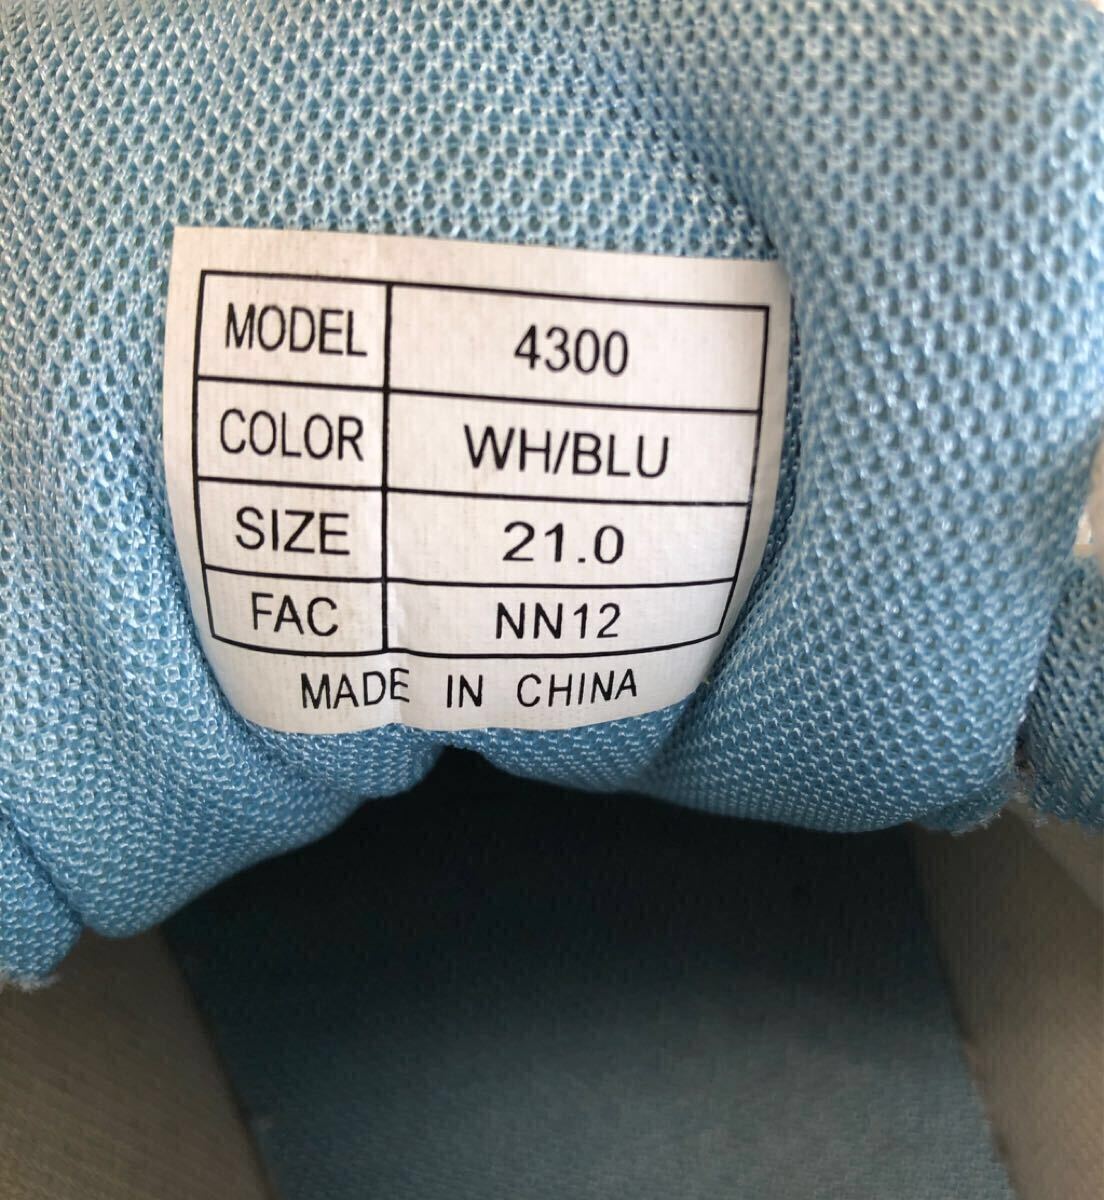 MODEL 4300
COLOR WH/BLU
SIZE 21.0
FAC NN12
MADE IN CHINA